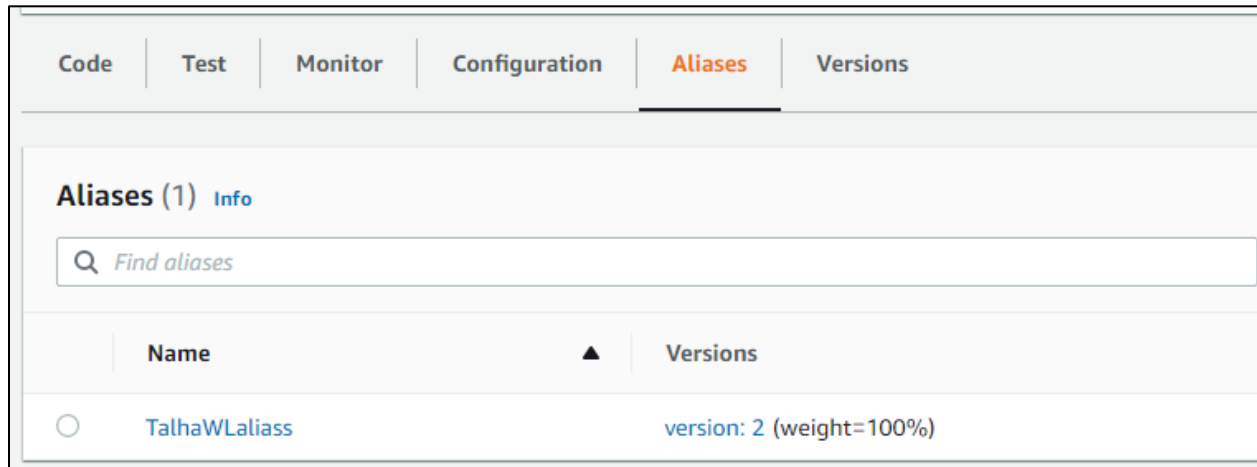 Code Test Monitor Configuration Aliases Versions
Aliases (1) Info
Find aliases
Name Versions
TalhaWLaliass version: 2 (weight=100%)